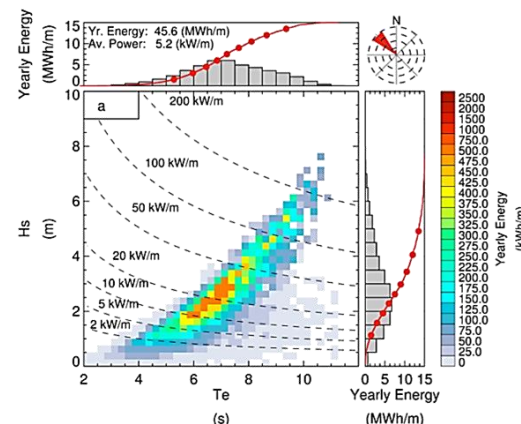 Yearly Energy
(MWh/m)
15
10
5
0
Yr. Energy: 45.6 (MWh/m)
Av. Power: 5.2 (kW/m)
N
a
10
8
6
4
2
0
Hs
(m)
200 kW/m
100 kW/m
50 kW/m
20 kW/m
10 kW/m
5 kW/m
2 kW/m
2 4 6 8 10
Te
(s)
0 5 10 15
Yearly Energy
(MWh/m)
2500
1500
1000
500.0
475.0
450.0
425.0
400.0
375.0
350.0
325.0
300.0
275.0
250.0
225.0
200.0
175.0
150.0
125.0
100.0
75.0
50.0
25.0
0
Yearly Energy
(kWh/m)